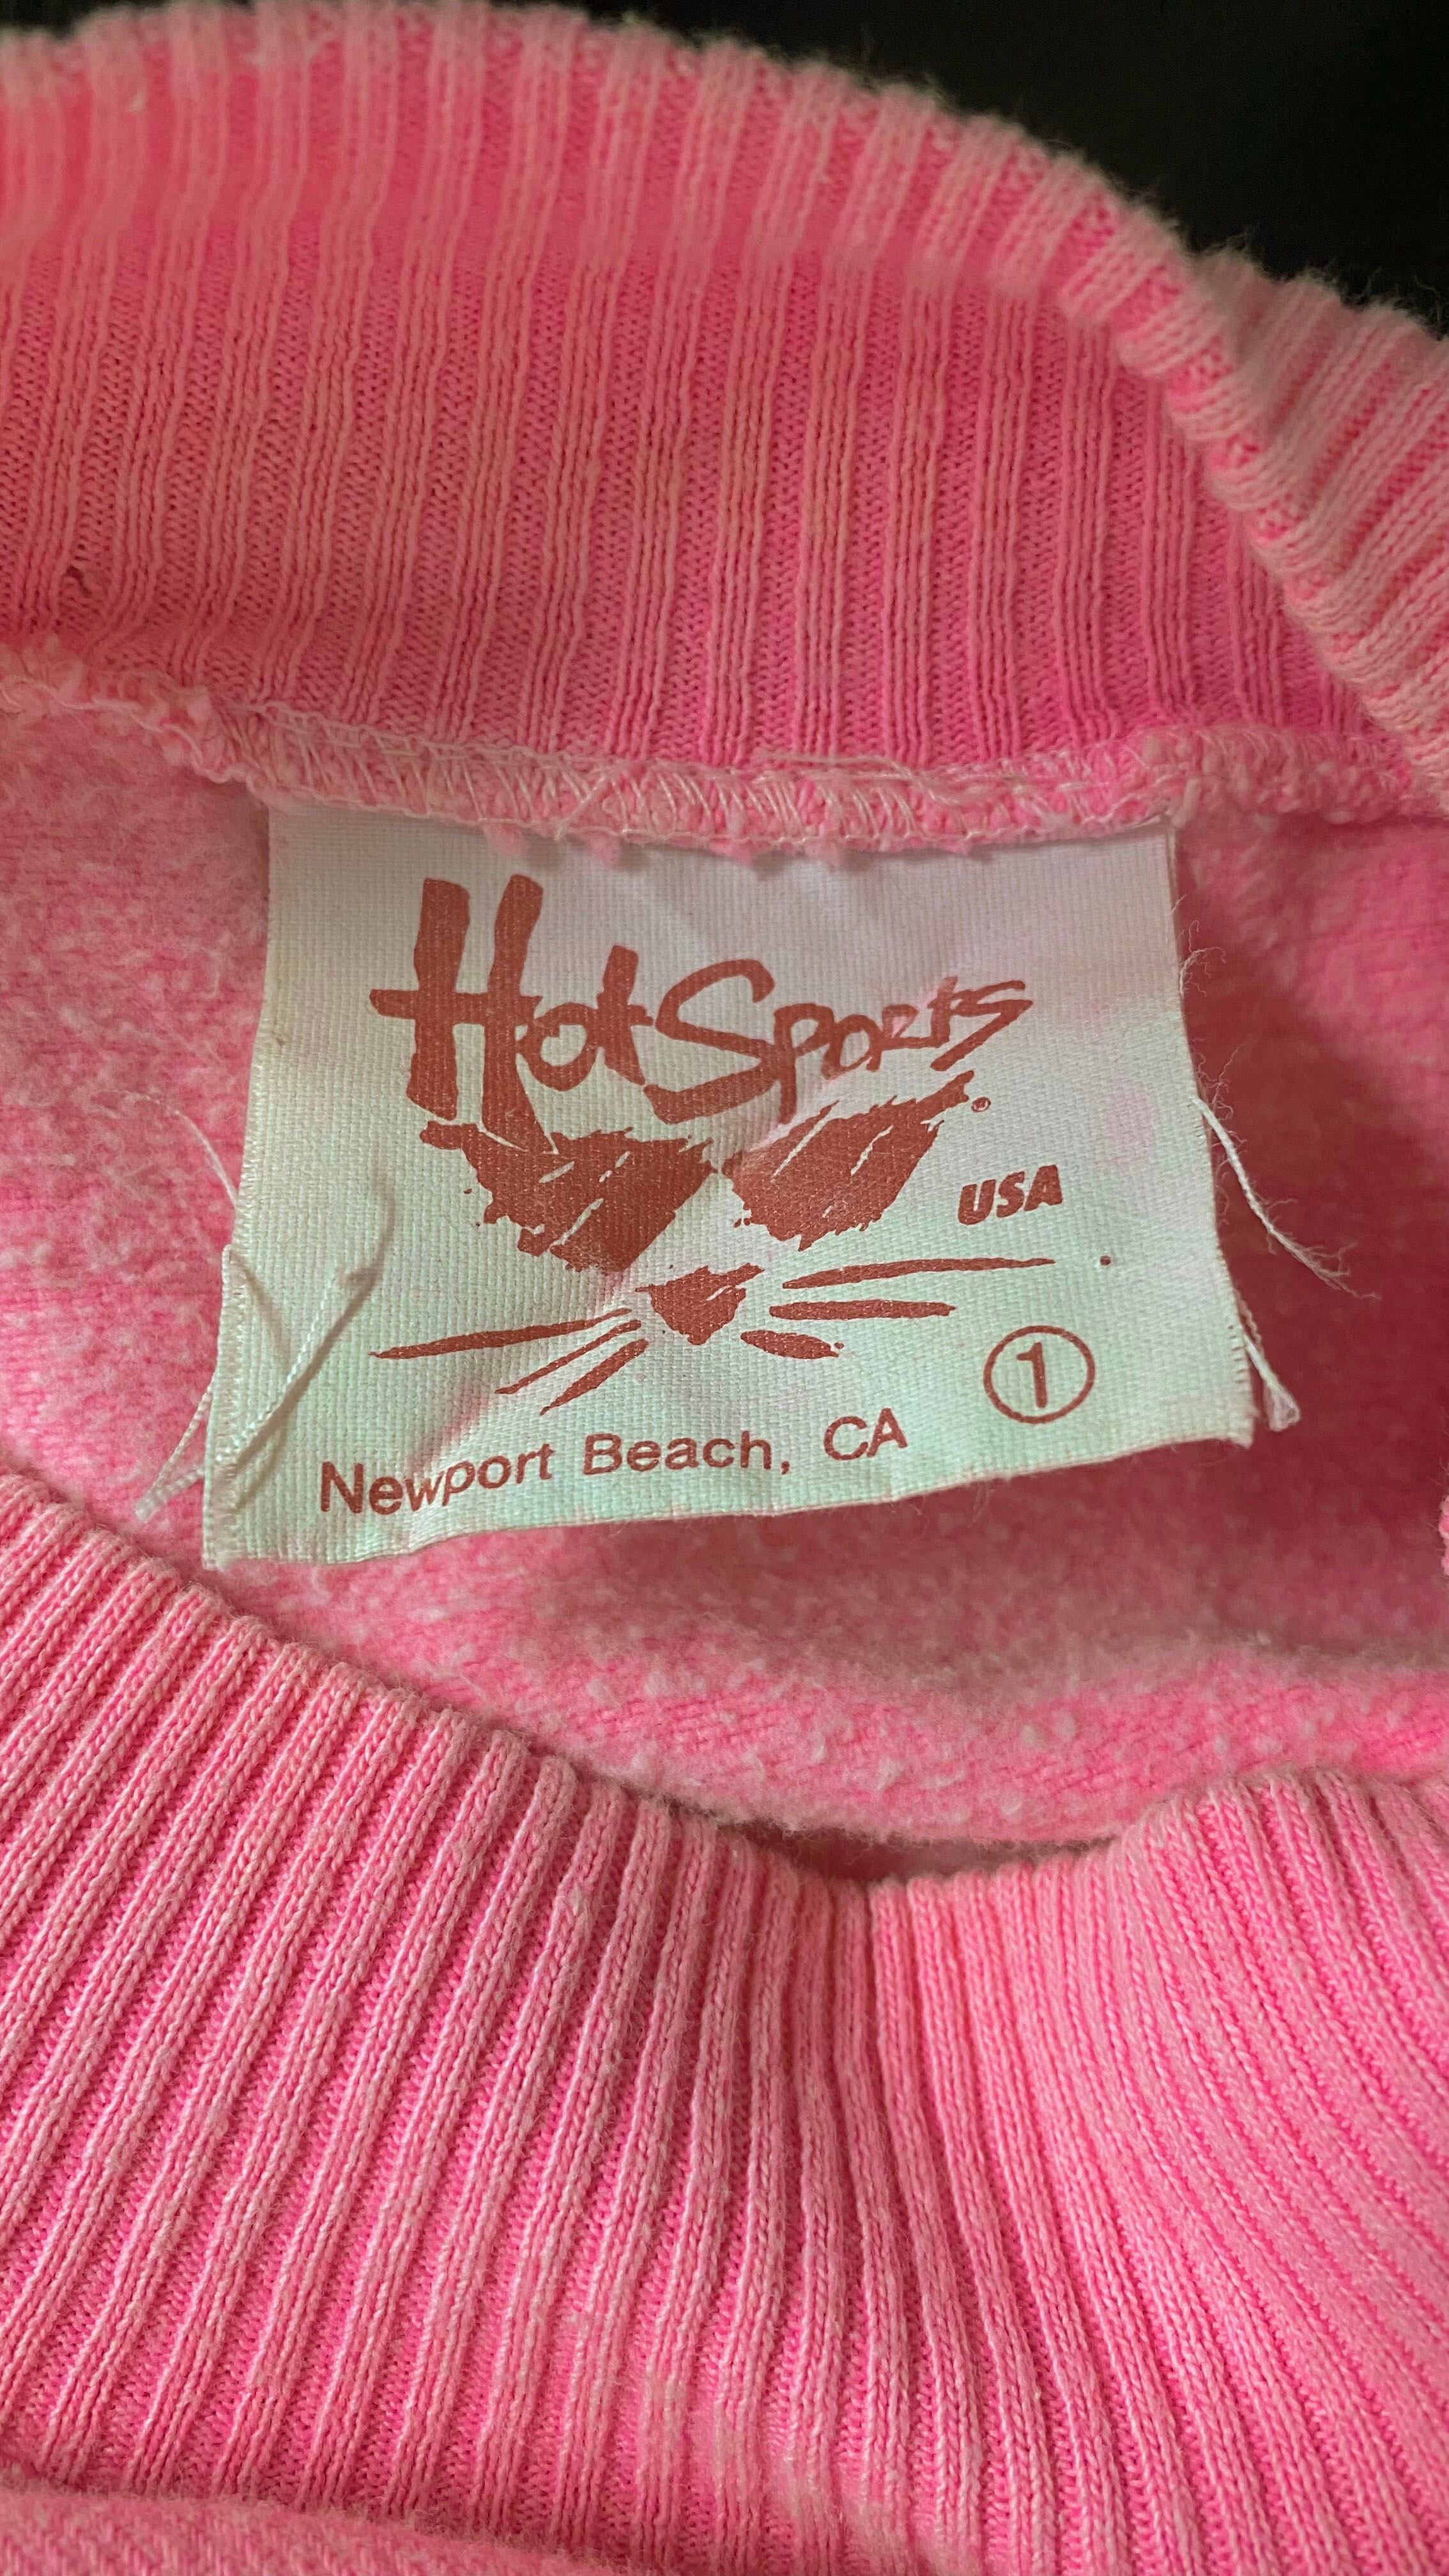 HotSports
®
USA
1
Newport Beach, CA